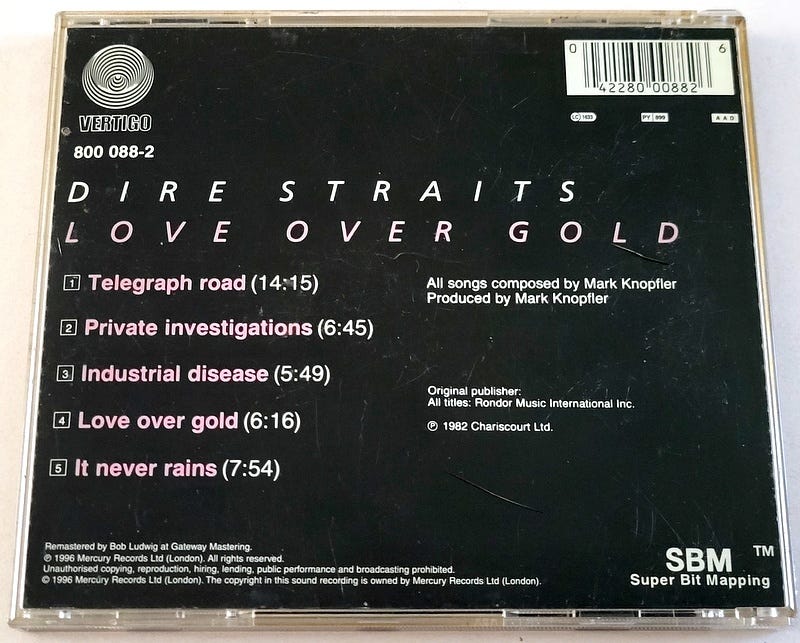 VERTIGO
800 088-2
0 42280 00882 6
LC 1633
PY 899
A A D
DIRE STRAITS
LOVE OVER GOLD
1 Telegraph road (14:15)
2 Private investigations (6:45)
3 Industrial disease (5:49)
4 Love over gold (6:16)
5 It never rains (7:54)
All songs composed by Mark Knopfler
Produced by Mark Knopfler
Original publisher:
All titles: Rondor Music International Inc.
℗ 1982 Chariscourt Ltd.
Remastered by Bob Ludwig at Gateway Mastering.
℗ 1996 Mercury Records Ltd (London). All rights reserved.
Unauthorised copying, reproduction, hiring, lending, public performance and broadcasting prohibited.
© 1996 Mercury Records Ltd (London). The copyright in this sound recording is owned by Mercury Records Ltd (London).
SBM TM
Super Bit Mapping